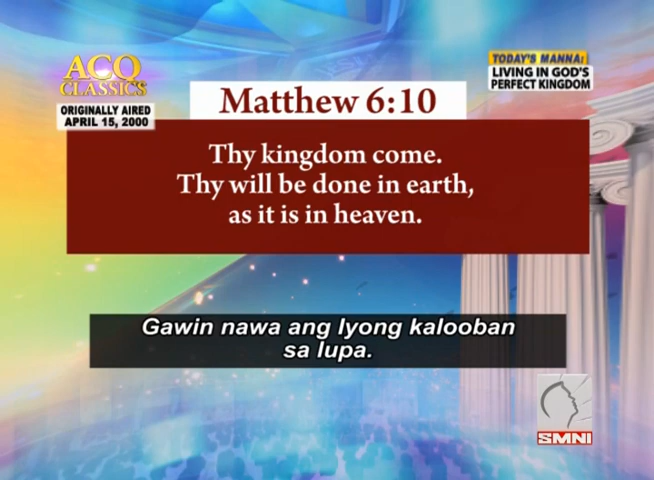 ACQ
CLASSICS
ORIGINALLY AIRED
APRIL 15, 2000
TODAY'S MANNA:
LIVING IN GOD'S
PERFECT KINGDOM
Matthew 6:10
Thy kingdom come.
Thy will be done in earth,
as it is in heaven.
Gawin nawa ang Iyong kalooban
sa lupa.
SMNI